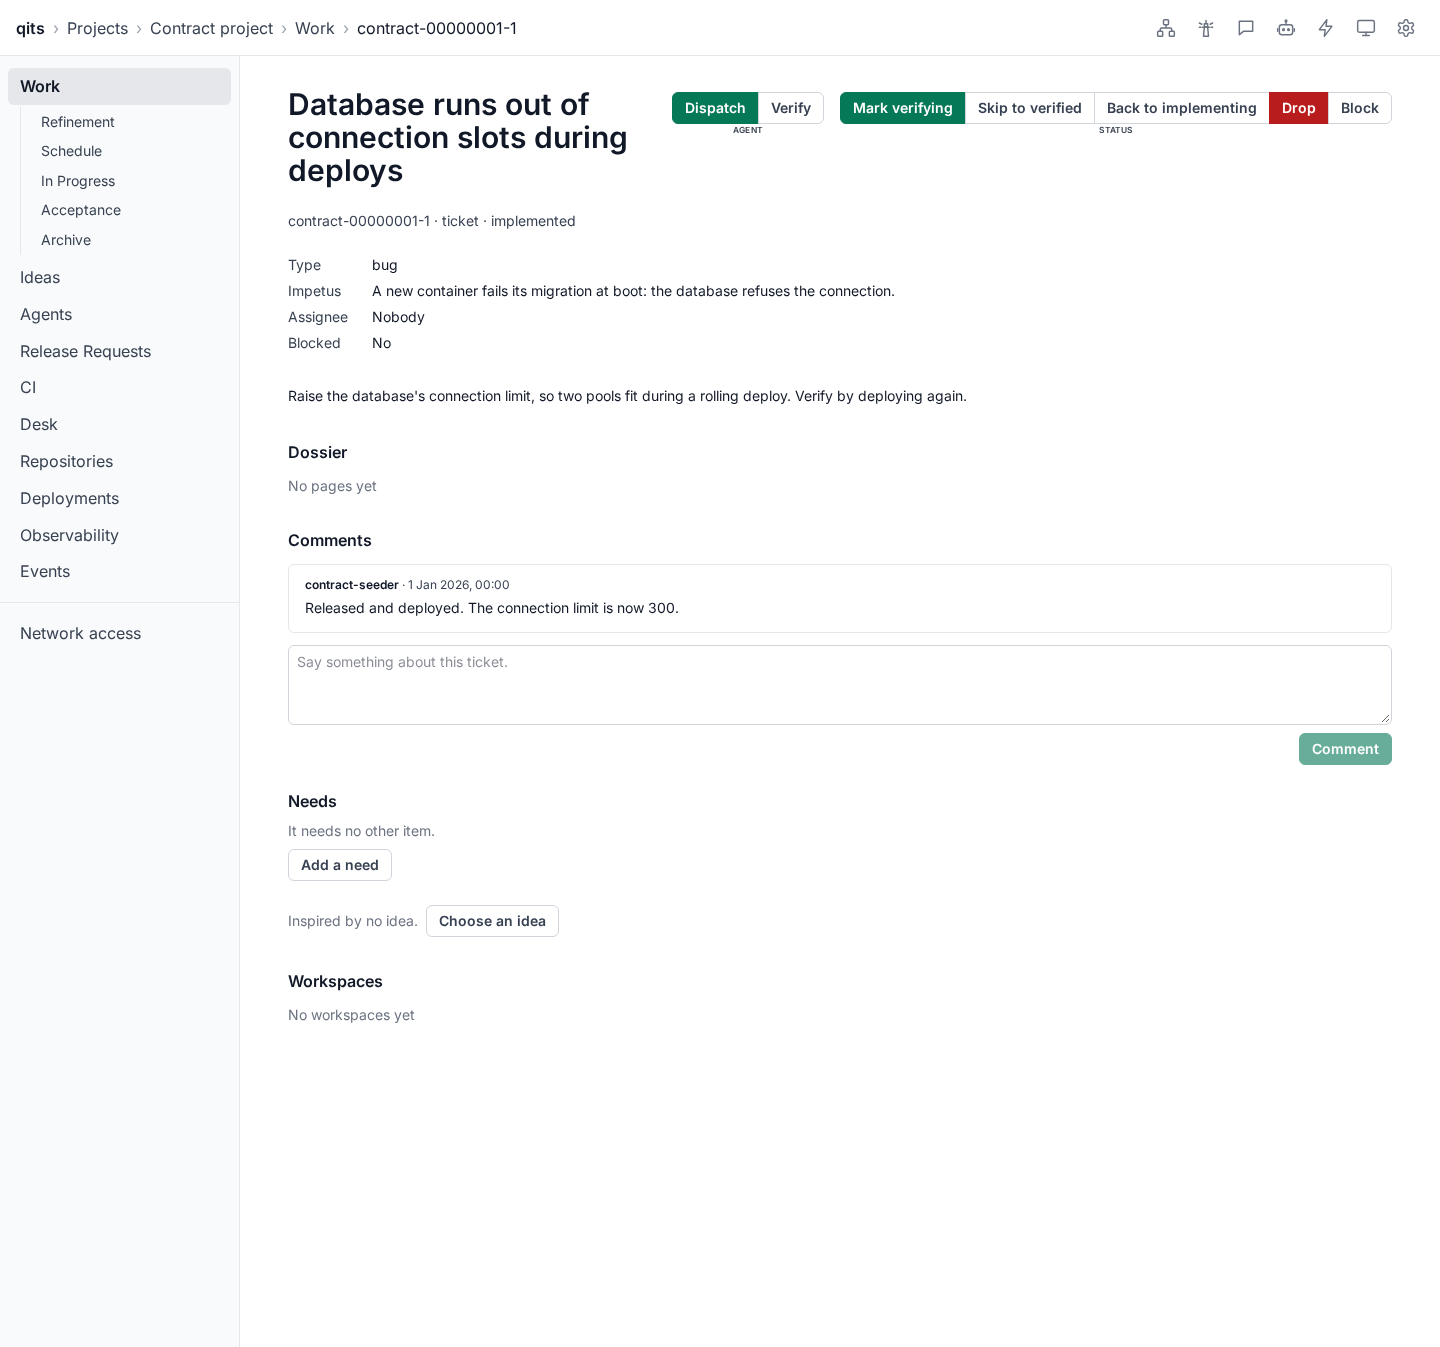 qits › Projects › Contract project › Work › contract-00000001-1
Work
Refinement
Schedule
In Progress
Acceptance
Archive
Ideas
Agents
Release Requests
CI
Desk
Repositories
Deployments
Observability
Events
Network access
Database runs out of
connection slots during
deploys
Dispatch Verify
AGENT
Mark verifying Skip to verified Back to implementing Drop Block
STATUS
contract-00000001-1 · ticket · implemented
Type bug
Impetus A new container fails its migration at boot: the database refuses the connection.
Assignee Nobody
Blocked No
Raise the database's connection limit, so two pools fit during a rolling deploy. Verify by deploying again.
Dossier
No pages yet
Comments
contract-seeder · 1 Jan 2026, 00:00
Released and deployed. The connection limit is now 300.
Say something about this ticket.
Comment
Needs
It needs no other item.
Add a need
Inspired by no idea. Choose an idea
Workspaces
No workspaces yet